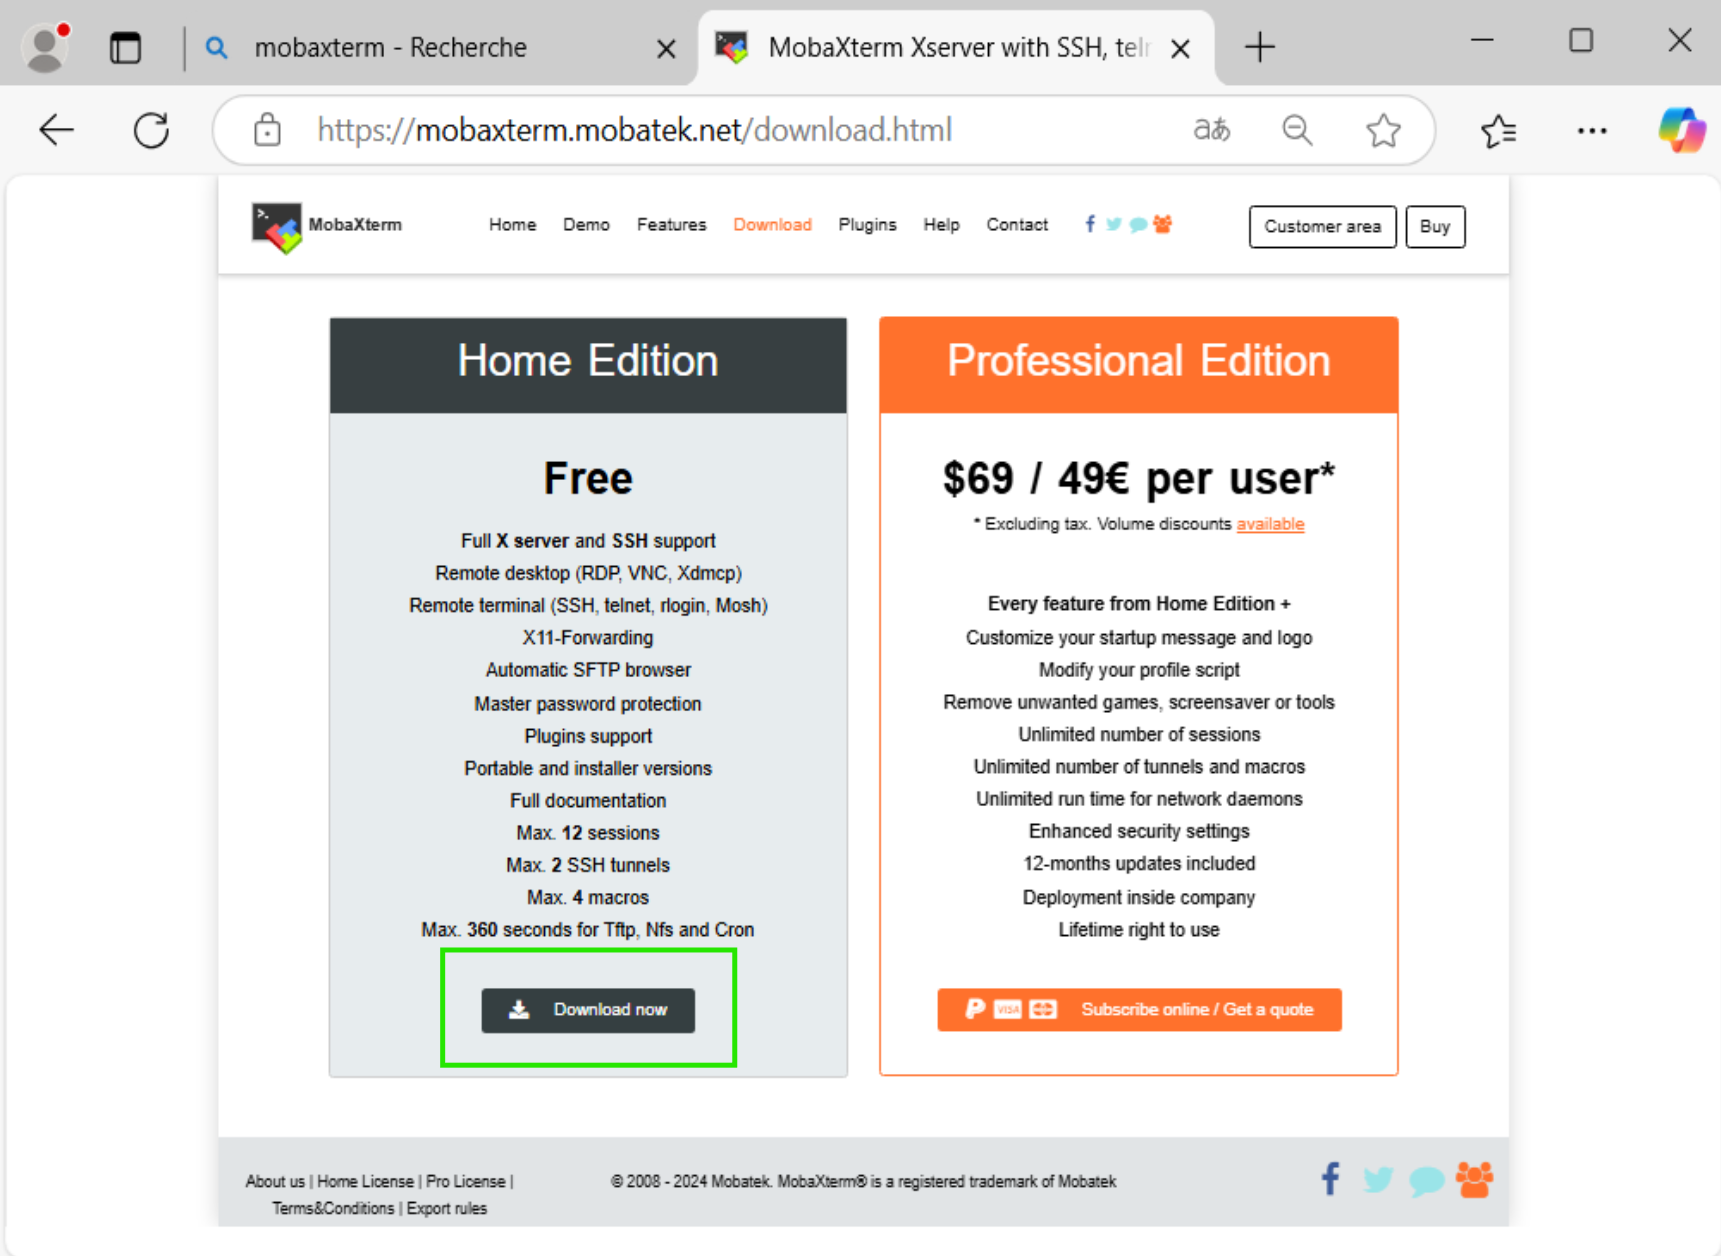 mobaxterm - Recherche
MobaXterm Xserver with SSH, teln
https://mobaxterm.mobatek.net/download.html
aあ
MobaXterm
Home Demo Features Download Plugins Help Contact
Customer area Buy
Home Edition
Free
Full X server and SSH support
Remote desktop (RDP, VNC, Xdmcp)
Remote terminal (SSH, telnet, rlogin, Mosh)
X11-Forwarding
Automatic SFTP browser
Master password protection
Plugins support
Portable and installer versions
Full documentation
Max. 12 sessions
Max. 2 SSH tunnels
Max. 4 macros
Max. 360 seconds for Tftp, Nfs and Cron
Download now
Professional Edition
$69 / 49€ per user*
* Excluding tax. Volume discounts available
Every feature from Home Edition +
Customize your startup message and logo
Modify your profile script
Remove unwanted games, screensaver or tools
Unlimited number of sessions
Unlimited number of tunnels and macros
Unlimited run time for network daemons
Enhanced security settings
12-months updates included
Deployment inside company
Lifetime right to use
VISA Subscribe online / Get a quote
About us | Home License | Pro License |
Terms&Conditions | Export rules
© 2008 - 2024 Mobatek. MobaXterm® is a registered trademark of Mobatek